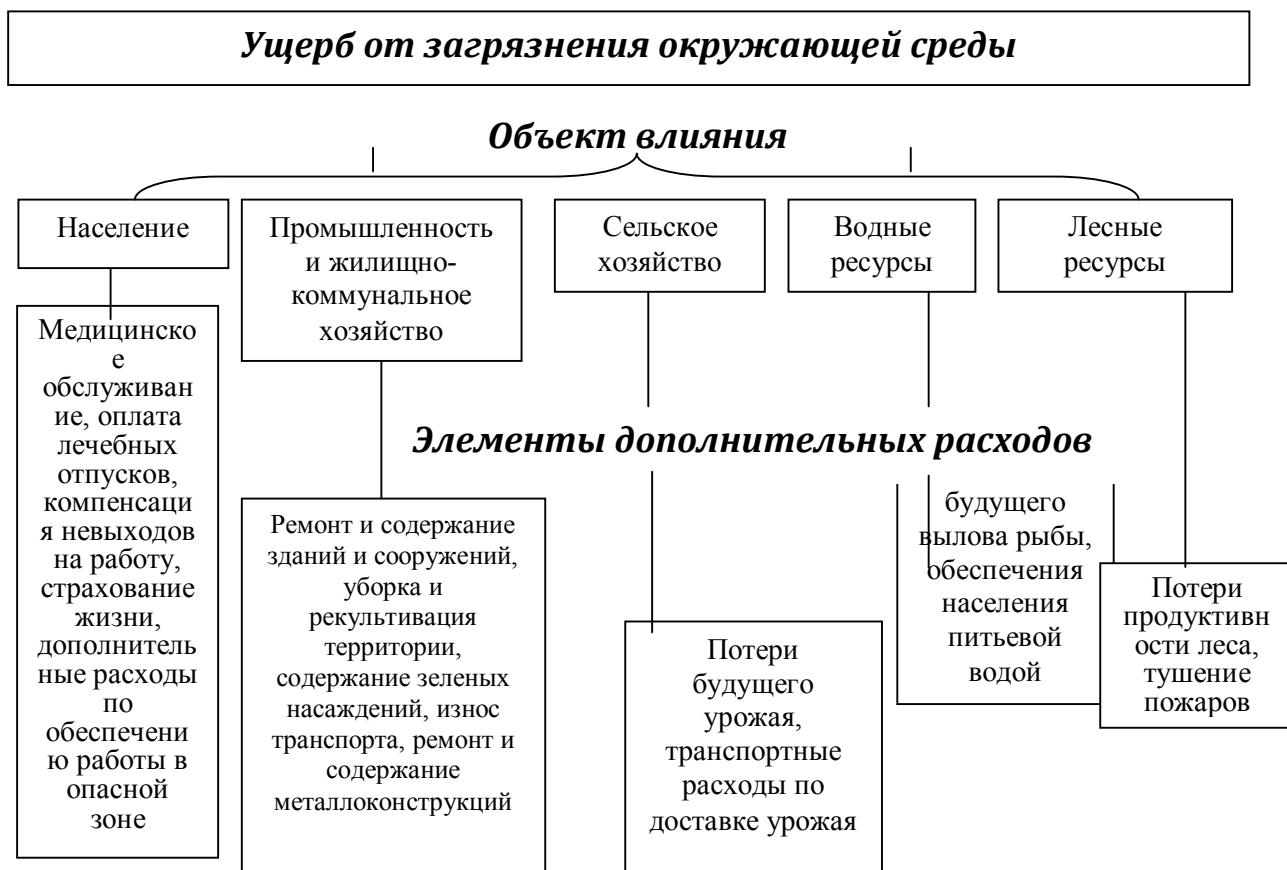 Ущерб от загрязнения окружающей среды
Объект влияния
Население
Промышленность
и жилищно-
коммунальное
хозяйство
Сельское
хозяйство
Водные
ресурсы
Лесные
ресурсы
Медицинско
е
обслуживан
ие, оплата
лечебных
отпусков,
компенсаци
я невыходов
на работу,
страхование
жизни,
дополнитель
ные расходы
по
обеспечени
ю работы в
опасной
зоне
Элементы дополнительных расходов
Ремонт и содержание
зданий и сооружений,
уборка и
рекультивация
территории,
содержание зеленых
насаждений, износ
транспорта, ремонт и
содержание
металлоконструкций
Потери
будущего
урожая,
транспортные
расходы по
доставке урожая
будущего
вылова рыбы,
обеспечения
населения
питьевой
водой
Потери
продуктивн
ости леса,
тушение
пожаров